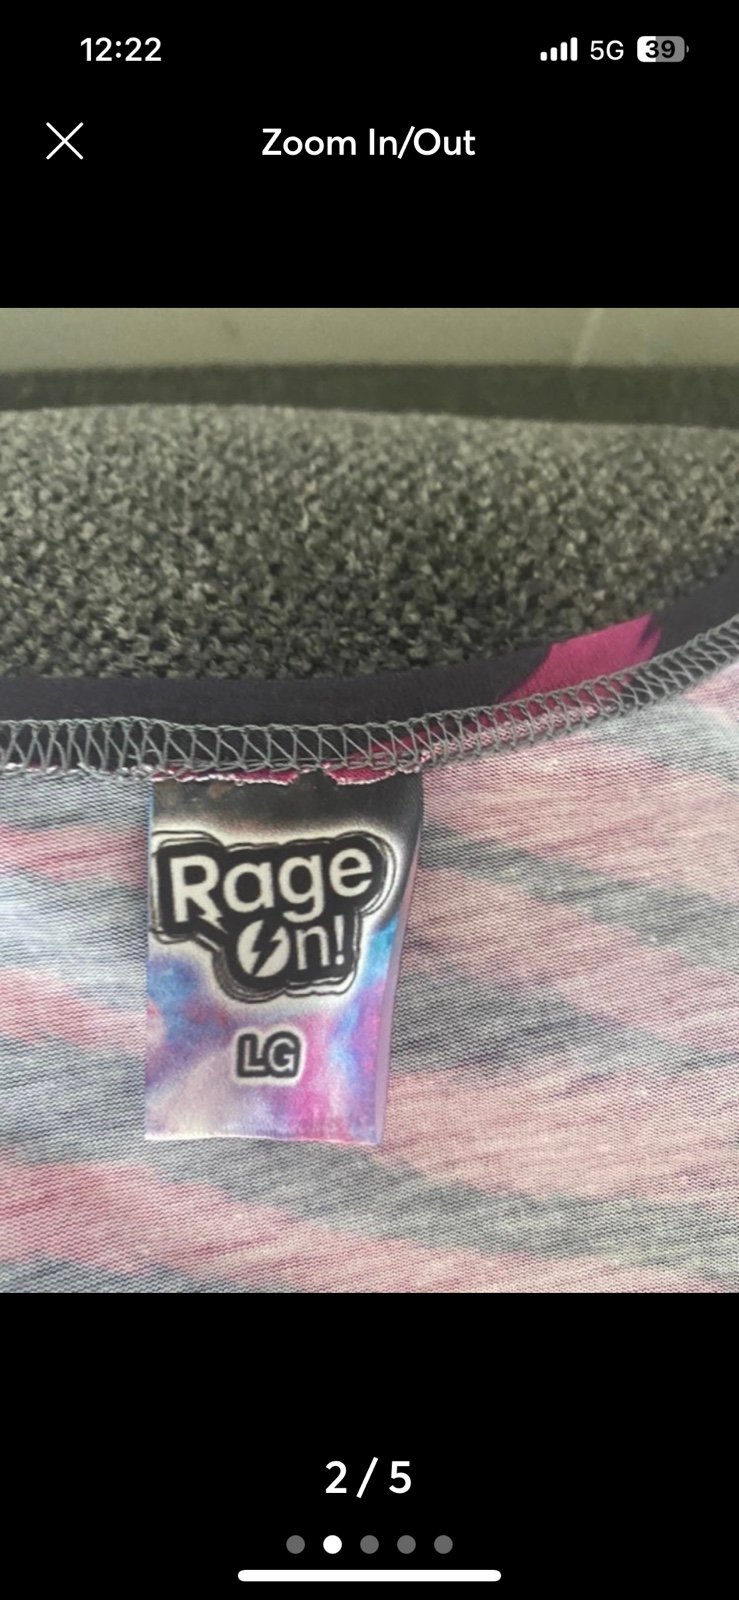 12:22
5G
39
Zoom In/Out
Rage
On!
LG
2 / 5